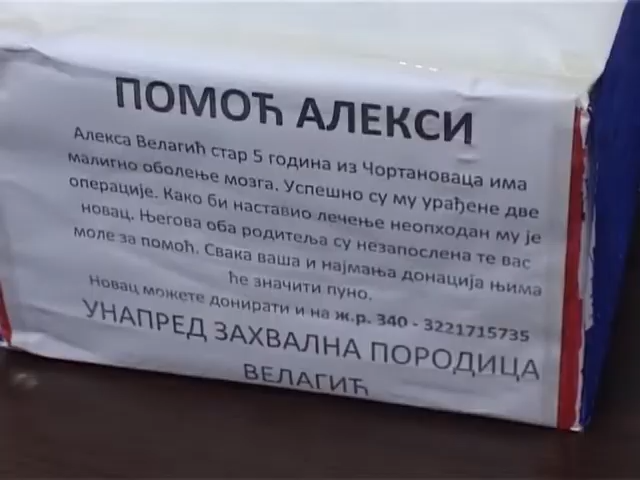 ПОМОЋ АЛЕКСИ
Алекса Велагић стар 5 година из Чортановаца има
малигно оболење мозга. Успешно су му урађене две
операције. Како би наставио лечење неопходан му је
новац. Његова оба родитеља су незапослена те вас
моле за помоћ. Свака ваша и најмања донација њима
ће значити пуно.
Новац можете донирати и на ж.р. 340 - 3221715735
УНАПРЕД ЗАХВАЛНА ПОРОДИЦА
ВЕЛАГИЋ